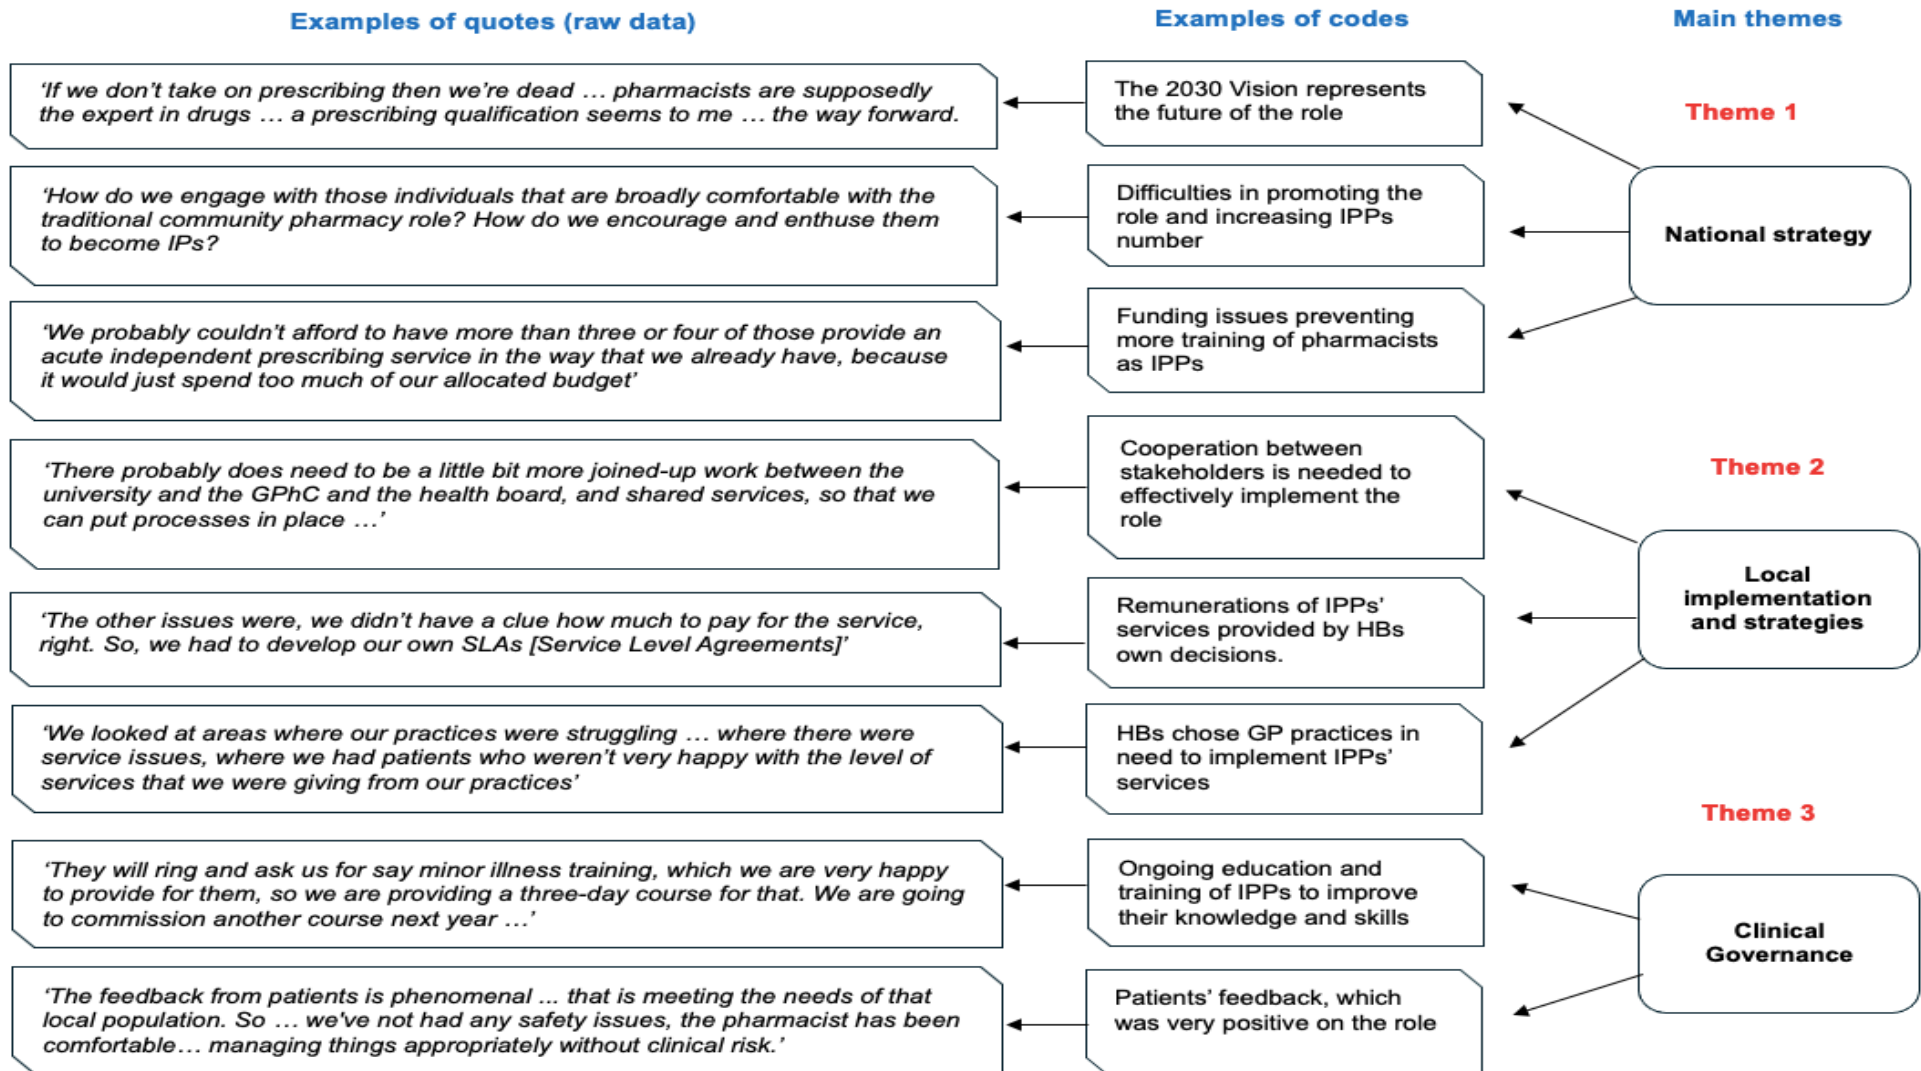 Examples of quotes (raw data)
Examples of codes
Main themes
‘If we don’t take on prescribing then we’re dead … pharmacists are supposedly
the expert in drugs … a prescribing qualification seems to me … the way forward.
The 2030 Vision represents
the future of the role
Theme 1
‘How do we engage with those individuals that are broadly comfortable with the
traditional community pharmacy role? How do we encourage and enthuse them
to become IPs?
Difficulties in promoting the
role and increasing IPPs
number
National strategy
‘We probably couldn’t afford to have more than three or four of those provide an
acute independent prescribing service in the way that we already have, because
it would just spend too much of our allocated budget’
Funding issues preventing
more training of pharmacists
as IPPs
‘There probably does need to be a little bit more joined-up work between the
university and the GPhC and the health board, and shared services, so that we
can put processes in place …’
Cooperation between
stakeholders is needed to
effectively implement the
role
Theme 2
‘The other issues were, we didn’t have a clue how much to pay for the service,
right. So, we had to develop our own SLAs [Service Level Agreements]’
Remunerations of IPPs’
services provided by HBs
own decisions.
Local
implementation
and strategies
‘We looked at areas where our practices were struggling … where there were
service issues, where we had patients who weren’t very happy with the level of
services that we were giving from our practices’
HBs chose GP practices in
need to implement IPPs’
services
Theme 3
‘They will ring and ask us for say minor illness training, which we are very happy
to provide for them, so we are providing a three-day course for that. We are going
to commission another course next year …’
Ongoing education and
training of IPPs to improve
their knowledge and skills
Clinical
Governance
‘The feedback from patients is phenomenal ... that is meeting the needs of that
local population. So … we've not had any safety issues, the pharmacist has been
comfortable… managing things appropriately without clinical risk.’
Patients’ feedback, which
was very positive on the role